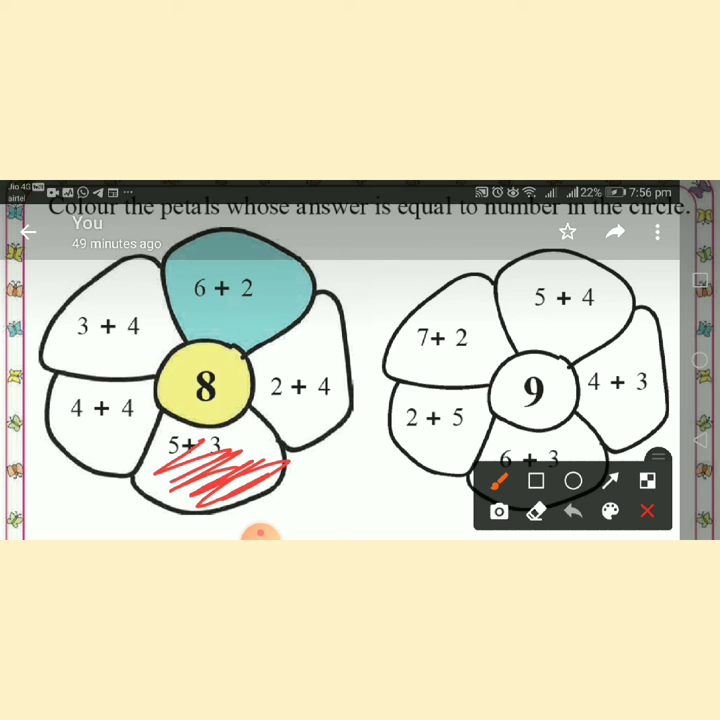 Jio 4G
airtel
22% 7:56 pm
Colour the petals whose answer is equal to number in the circle.
You
49 minutes ago
6 + 2
3 + 4
8
2 + 4
4 + 4
5+ 3
5 + 4
7+ 2
9
4 + 3
2 + 5
6 + 3